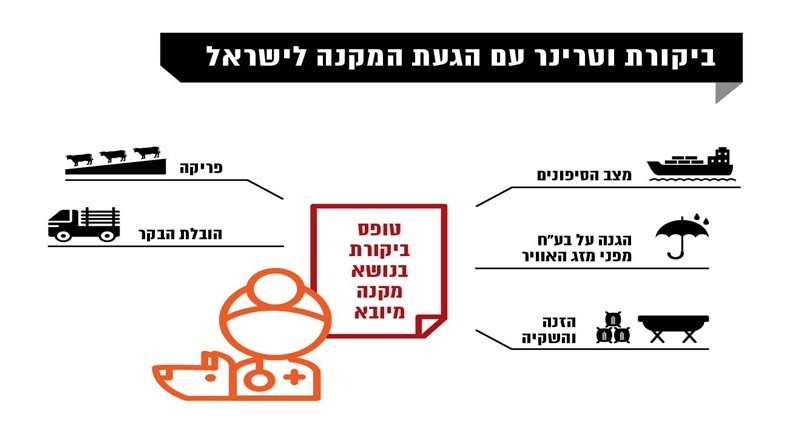 ביקורת וטרינר עם הגעת המקנה לישראל
מצב הסיפונים
הגנה על בע"ח
מפני מזג האוויר
הזנה
והשקיה
פריקה
הובלת הבקר
טופס
ביקורת
בנושא
מקנה
מיובא